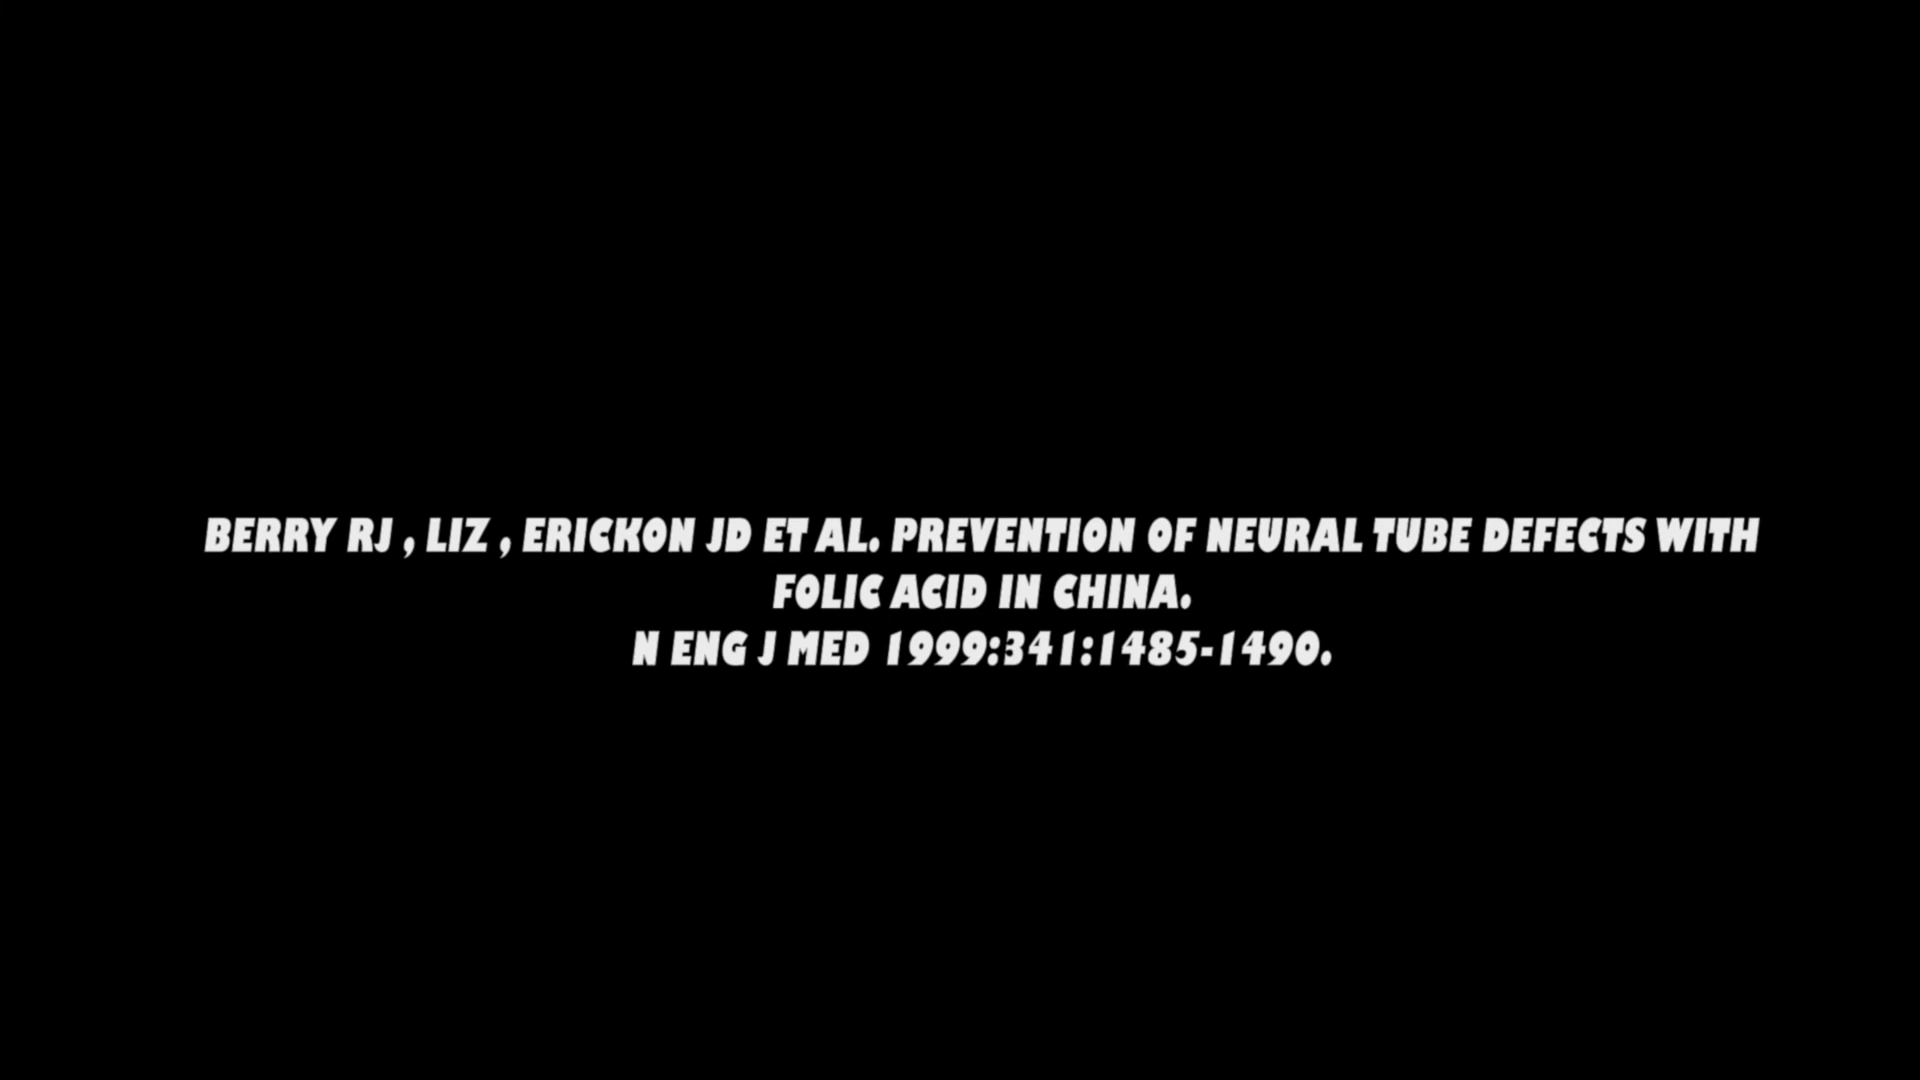 BERRY RJ , LIZ , ERICKON JD ET AL. PREVENTION OF NEURAL TUBE DEFECTS WITH
FOLIC ACID IN CHINA.
N ENG J MED 1999:341:1485-1490.